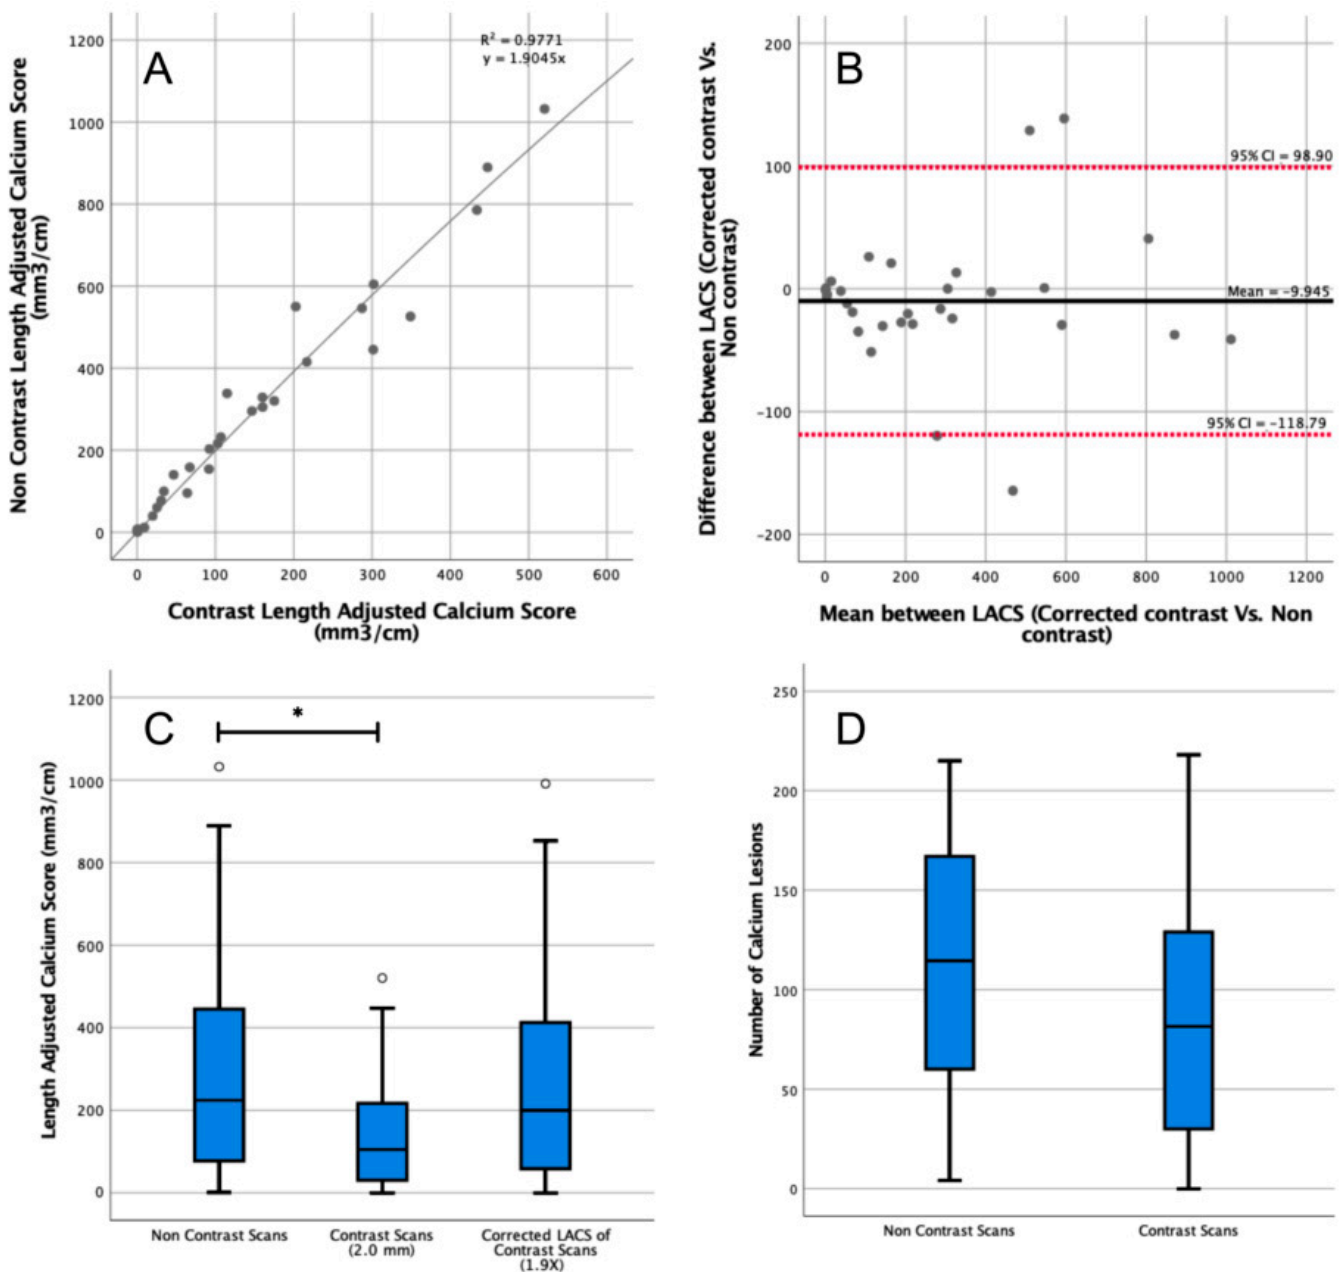 A
R² = 0.9771
y = 1.9045x
Non Contrast Length Adjusted Calcium Score
(mm3/cm)
1200
1000
800
600
400
200
0
0 100 200 300 400 500 600
Contrast Length Adjusted Calcium Score
(mm3/cm)
B
Difference between LACS (Corrected contrast Vs.
Non contrast)
200
100
0
-100
-200
95% CI = 98.90
Mean = -9.945
95% CI = -118.79
0 200 400 600 800 1000 1200
Mean between LACS (Corrected contrast Vs. Non
contrast)
C
*
Length Adjusted Calcium Score (mm3/cm)
1200
1000
800
600
400
200
0
Non Contrast Scans
Contrast Scans
(2.0 mm)
Corrected LACS of
Contrast Scans
(1.9X)
D
Number of Calcium Lesions
250
200
150
100
50
0
Non Contrast Scans
Contrast Scans